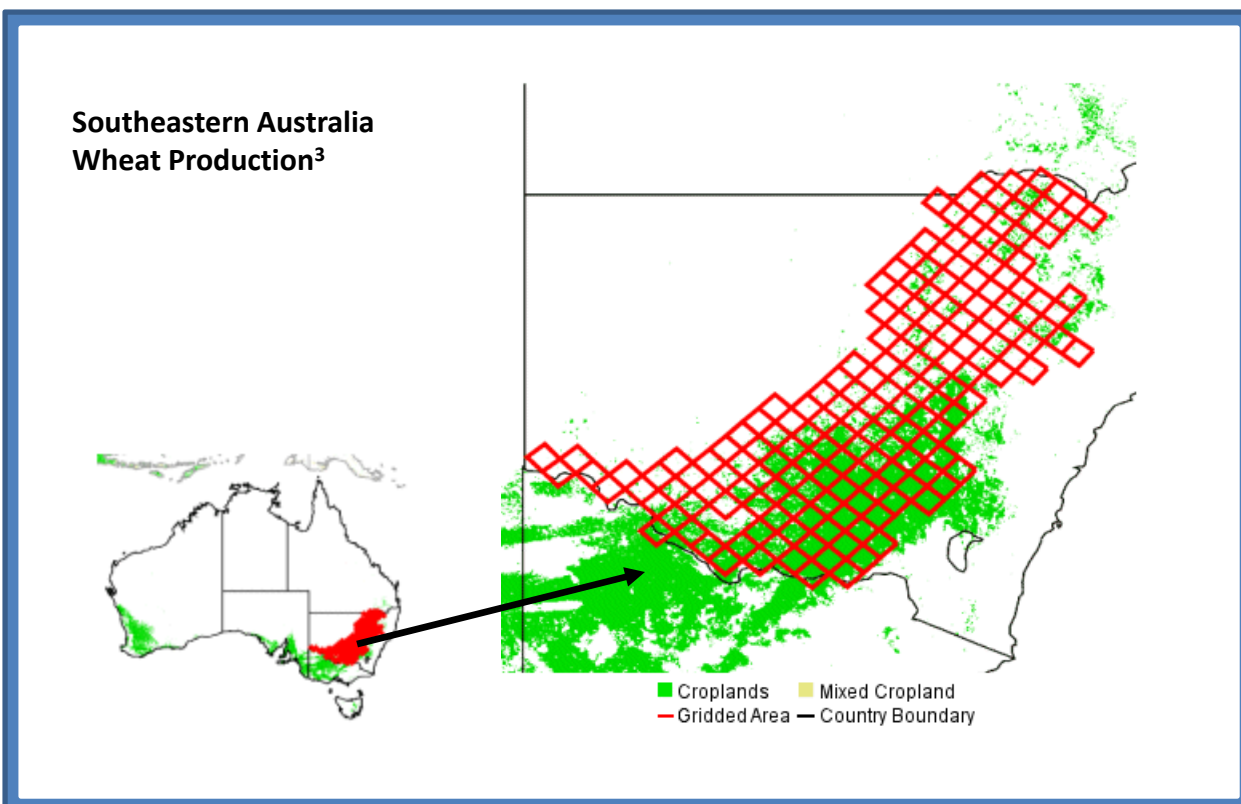 Southeastern Australia
Wheat Production³
Croplands Mixed Cropland
Gridded Area Country Boundary